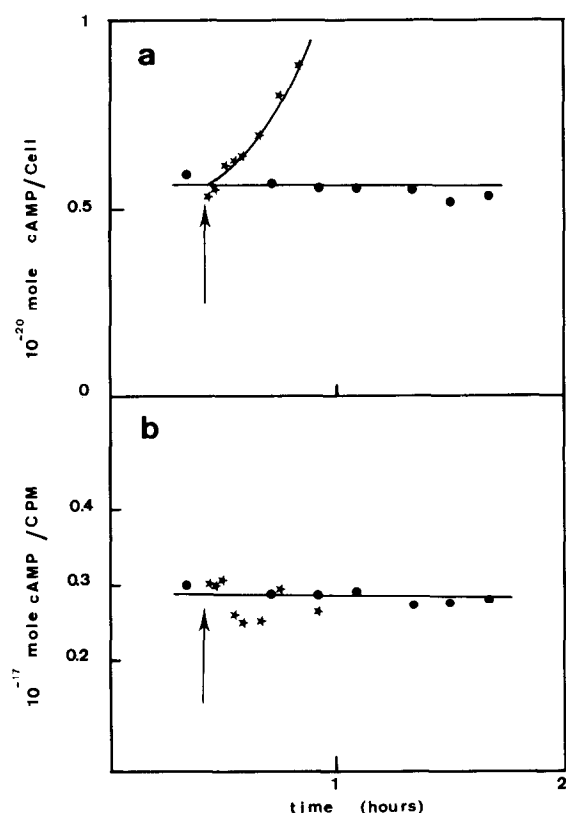 1
a
0.5
10⁻²⁰ mole cAMP/Cell
0
b
0.4
0.3
0.2
10⁻¹⁷ mole cAMP/CPM
1
2
time (hours)